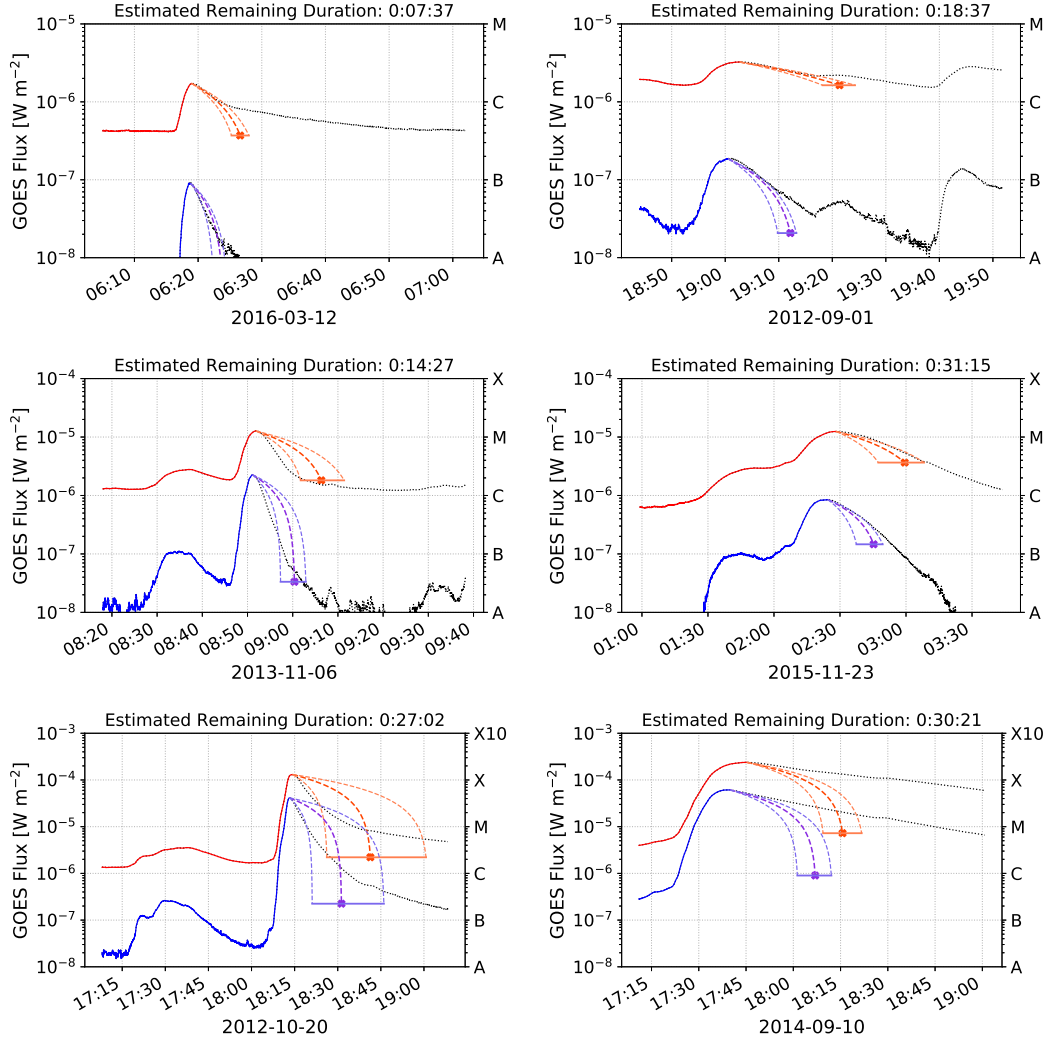 Estimated Remaining Duration: 0:07:37
GOES Flux [W m⁻²]
10⁻⁵
10⁻⁶
10⁻⁷
10⁻⁸
M
C
B
A
06:10 06:20 06:30 06:40 06:50 07:00
2016-03-12
Estimated Remaining Duration: 0:18:37
GOES Flux [W m⁻²]
10⁻⁵
10⁻⁶
10⁻⁷
10⁻⁸
M
C
B
A
18:50 19:00 19:10 19:20 19:30 19:40 19:50
2012-09-01
Estimated Remaining Duration: 0:14:27
GOES Flux [W m⁻²]
10⁻⁴
10⁻⁵
10⁻⁶
10⁻⁷
10⁻⁸
X
M
C
B
A
08:20 08:30 08:40 08:50 09:00 09:10 09:20 09:30 09:40
2013-11-06
Estimated Remaining Duration: 0:31:15
GOES Flux [W m⁻²]
10⁻⁴
10⁻⁵
10⁻⁶
10⁻⁷
10⁻⁸
X
M
C
B
A
01:00 01:30 02:00 02:30 03:00 03:30
2015-11-23
Estimated Remaining Duration: 0:27:02
GOES Flux [W m⁻²]
10⁻³
10⁻⁴
10⁻⁵
10⁻⁶
10⁻⁷
10⁻⁸
X10
X
M
C
B
A
17:15 17:30 17:45 18:00 18:15 18:30 18:45 19:00
2012-10-20
Estimated Remaining Duration: 0:30:21
GOES Flux [W m⁻²]
10⁻³
10⁻⁴
10⁻⁵
10⁻⁶
10⁻⁷
10⁻⁸
X10
X
M
C
B
A
17:15 17:30 17:45 18:00 18:15 18:30 18:45 19:00
2014-09-10